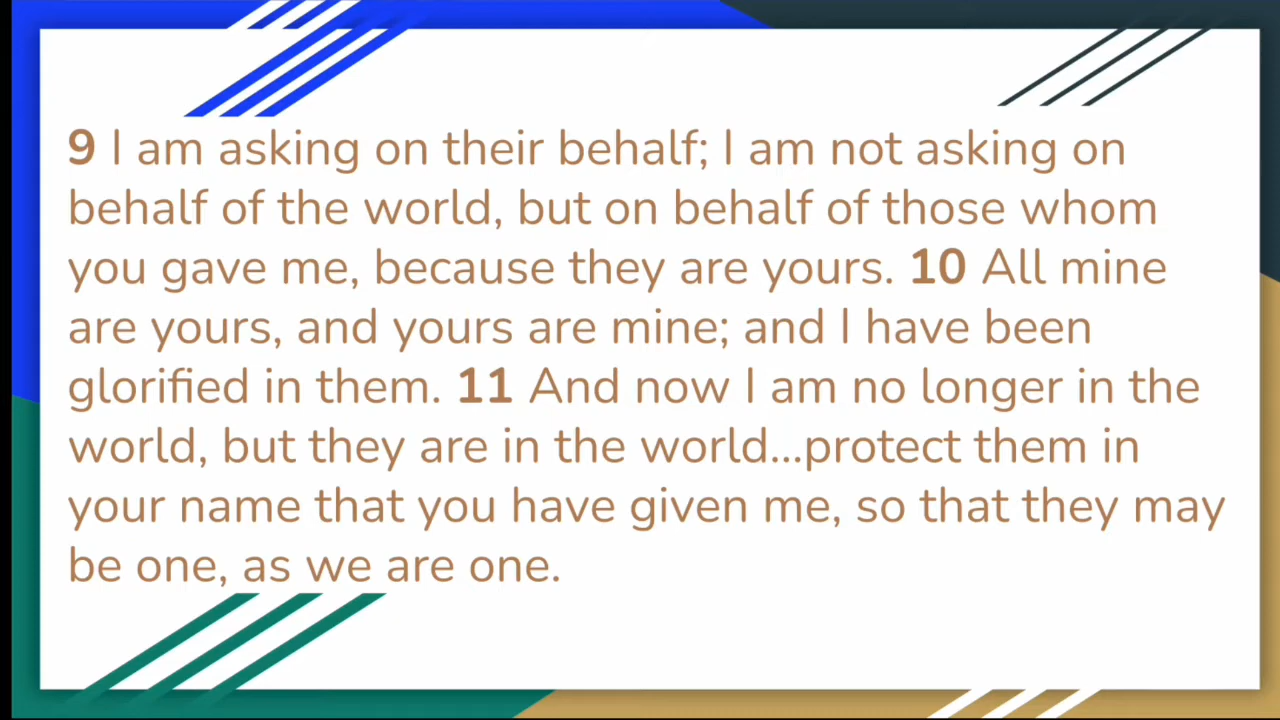 9 I am asking on their behalf; I am not asking on
behalf of the world, but on behalf of those whom
you gave me, because they are yours. 10 All mine
are yours, and yours are mine; and I have been
glorified in them. 11 And now I am no longer in the
world, but they are in the world...protect them in
your name that you have given me, so that they may
be one, as we are one.